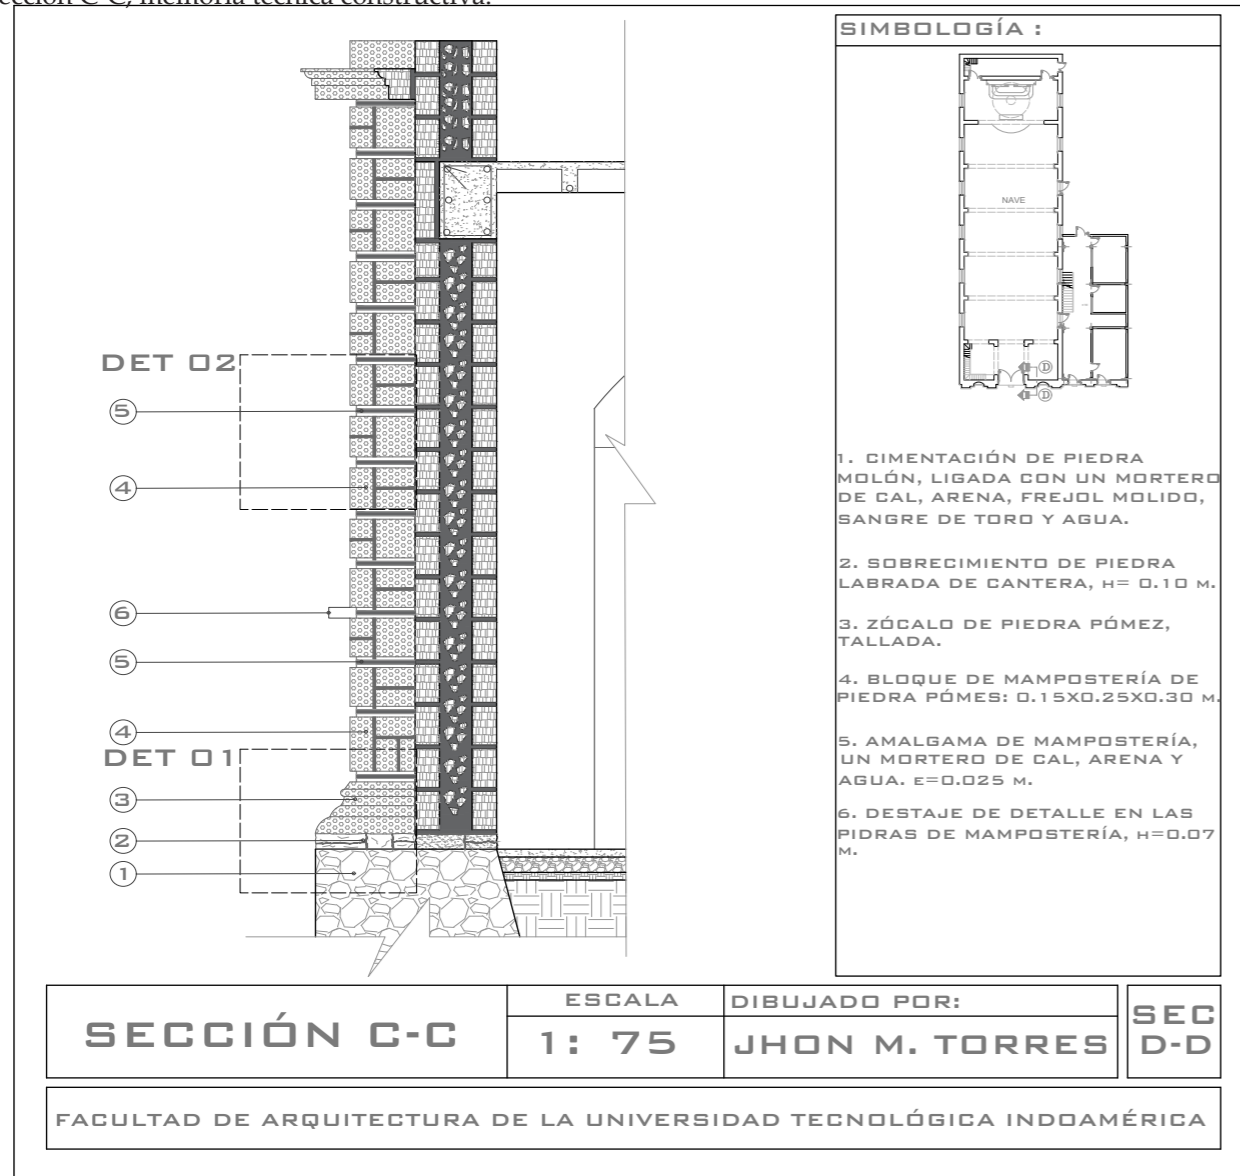 ección C-C, memoria técnica constructiva.
SIMBOLOGÍA :
NAVE
D
D
DET 02
5
4
6
5
4
DET 01
3
2
1
1. CIMENTACIÓN DE PIEDRA
MOLÓN, LIGADA CON UN MORTERO
DE CAL, ARENA, FREJOL MOLIDO,
SANGRE DE TORO Y AGUA.
2. SOBRECIMIENTO DE PIEDRA
LABRADA DE CANTERA, H= 0.10 M.
3. ZÓCALO DE PIEDRA PÓMEZ,
TALLADA.
4. BLOQUE DE MAMPOSTERÍA DE
PIEDRA PÓMES: 0.15X0.25X0.30 M.
5. AMALGAMA DE MAMPOSTERÍA,
UN MORTERO DE CAL, ARENA Y
AGUA. E=0.025 M.
6. DESTAJE DE DETALLE EN LAS
PIDRAS DE MAMPOSTERÍA, H=0.07
M.
SECCIÓN C-C
ESCALA
1: 75
DIBUJADO POR:
JHON M. TORRES
SEC
D-D
FACULTAD DE ARQUITECTURA DE LA UNIVERSIDAD TECNOLÓGICA INDOAMÉRICA